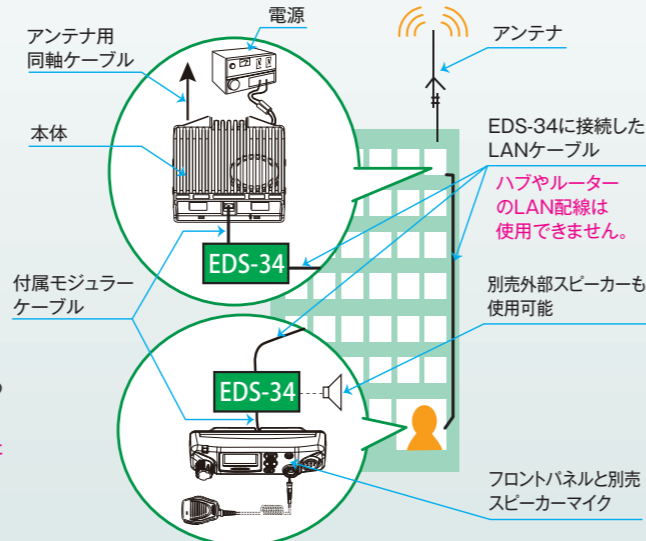 電源
アンテナ用
同軸ケーブル
アンテナ
本体
EDS-34に接続した
LANケーブル
ハブやルーター
のLAN配線は
使用できません。
EDS-34
付属モジュラー
ケーブル
別売外部スピーカーも
使用可能
EDS-34
フロントパネルと別売
スピーカーマイク